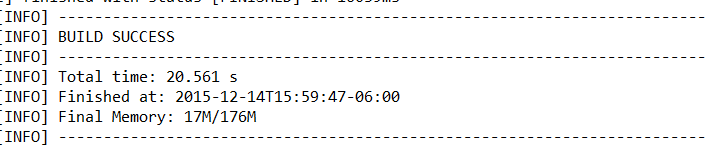 [INFO] ------------------------------------------------------------------------
[INFO] BUILD SUCCESS
[INFO] ------------------------------------------------------------------------
[INFO] Total time: 20.561 s
[INFO] Finished at: 2015-12-14T15:59:47-06:00
[INFO] Final Memory: 17M/176M
[INFO] ------------------------------------------------------------------------